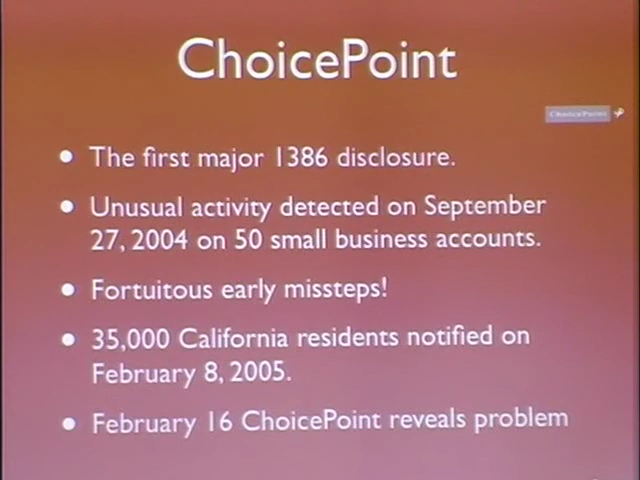 ChoicePoint
ChoicePoint
• The first major 1386 disclosure.
• Unusual activity detected on September
27, 2004 on 50 small business accounts.
• Fortuitous early missteps!
• 35,000 California residents notified on
February 8, 2005.
• February 16 ChoicePoint reveals problem